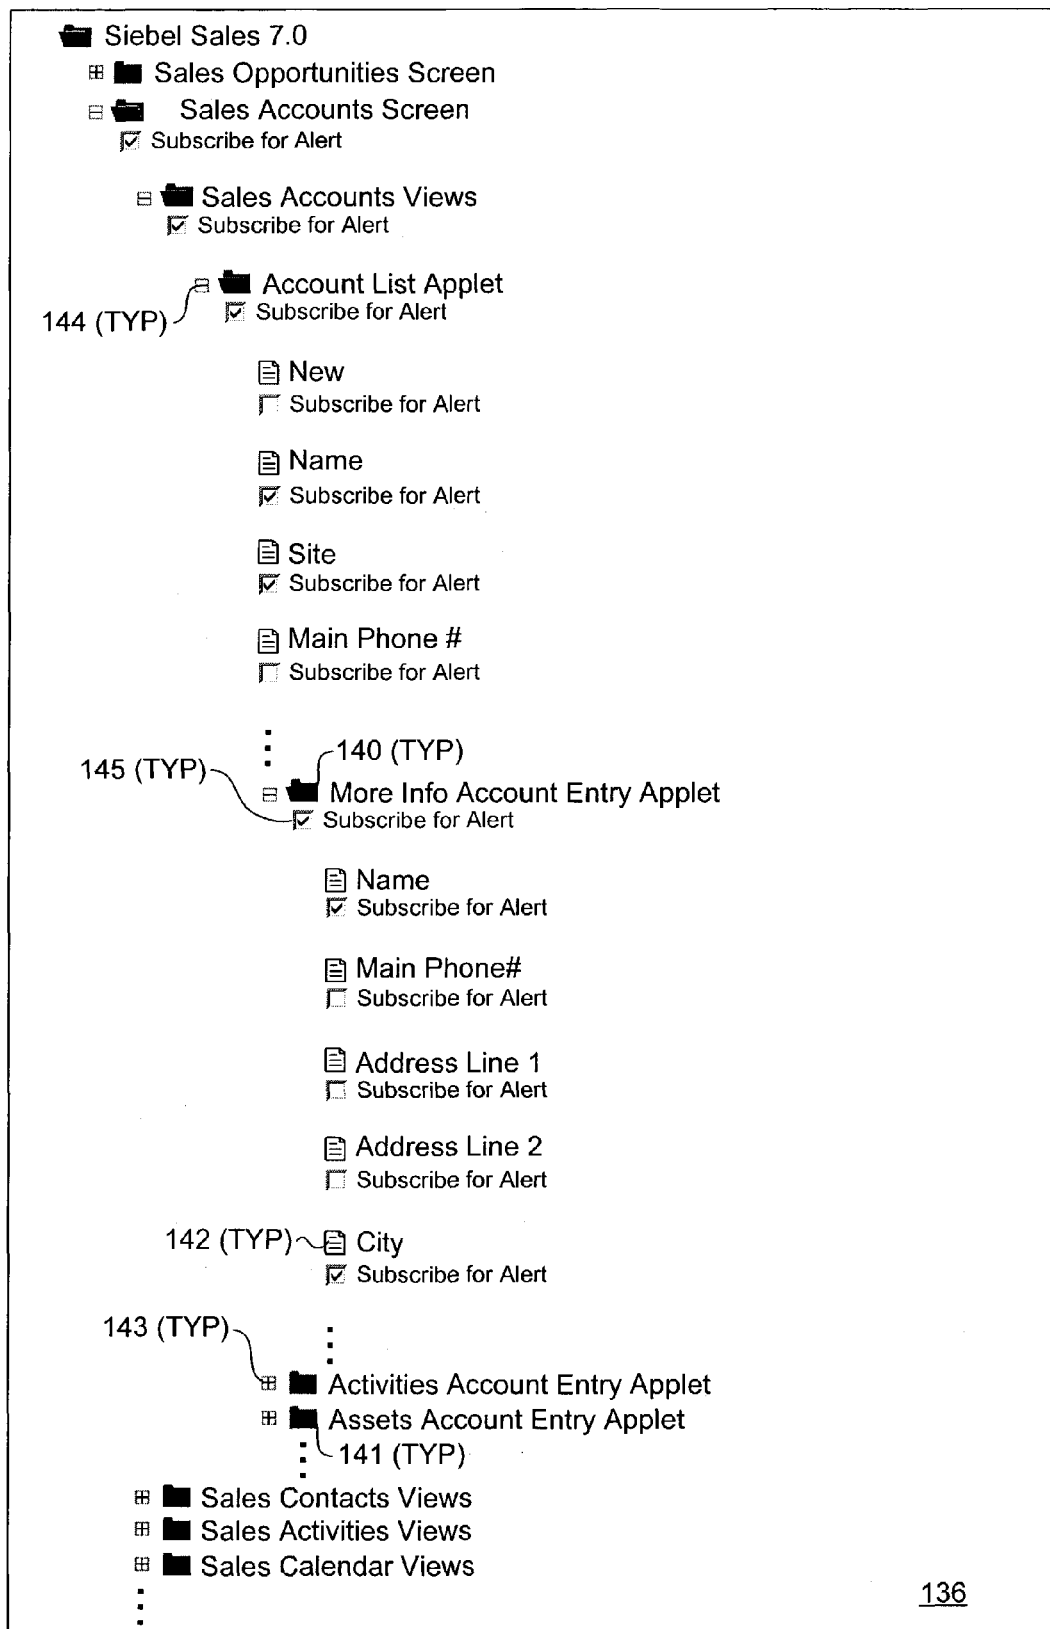 Siebel Sales 7.0
Sales Opportunities Screen
Sales Accounts Screen
Subscribe for Alert
Sales Accounts Views
Subscribe for Alert
Account List Applet
144 (TYP)
Subscribe for Alert
New
Subscribe for Alert
Name
Subscribe for Alert
Site
Subscribe for Alert
Main Phone #
Subscribe for Alert
140 (TYP)
145 (TYP)
More Info Account Entry Applet
Subscribe for Alert
Name
Subscribe for Alert
Main Phone#
Subscribe for Alert
Address Line 1
Subscribe for Alert
Address Line 2
Subscribe for Alert
142 (TYP) City
Subscribe for Alert
143 (TYP)
Activities Account Entry Applet
Assets Account Entry Applet
141 (TYP)
Sales Contacts Views
Sales Activities Views
Sales Calendar Views
136